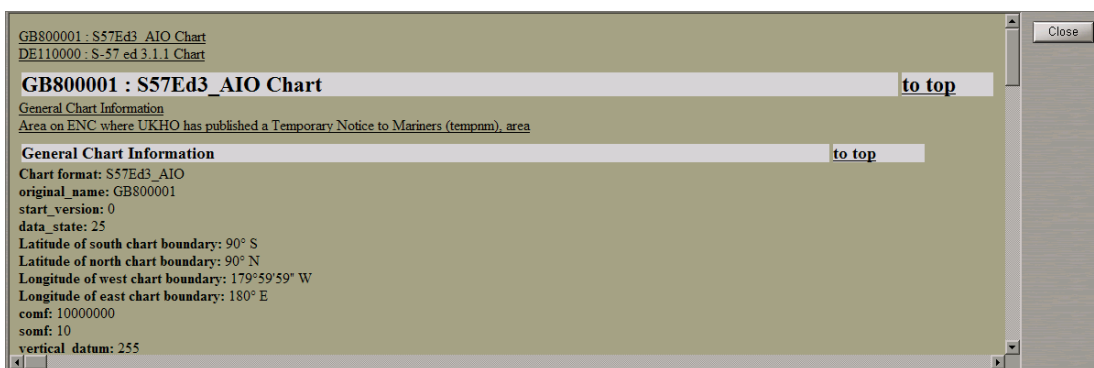 GB800001 : S57Ed3_AIO Chart
DE110000 : S-57 ed 3.1.1 Chart
GB800001 : S57Ed3_AIO Chart to top
General Chart Information
Area on ENC where UKHO has published a Temporary Notice to Mariners (tempnm), area
General Chart Information to top
Chart format: S57Ed3_AIO
original_name: GB800001
start_version: 0
data_state: 25
Latitude of south chart boundary: 90° S
Latitude of north chart boundary: 90° N
Longitude of west chart boundary: 179°59'59" W
Longitude of east chart boundary: 180° E
comf: 10000000
somf: 10
vertical_datum: 255
Close